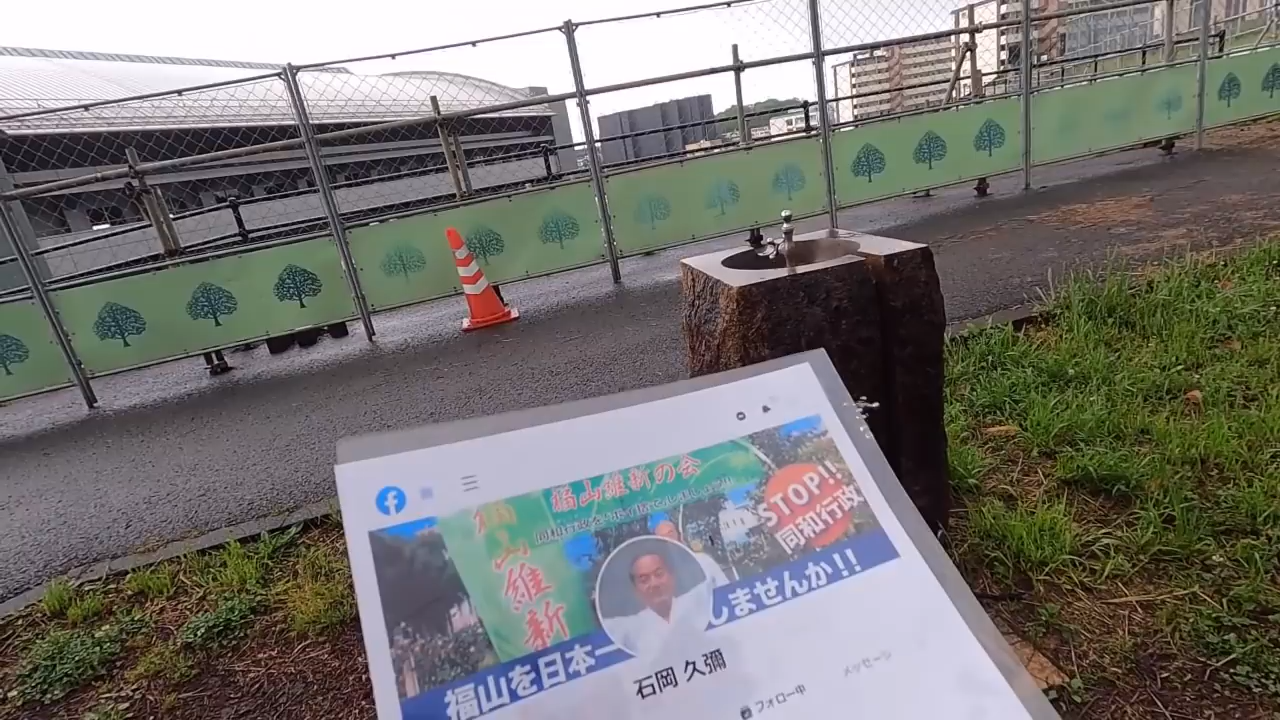 福山維新の会
福山維新
STOP!!
同和行政
福山を日本一
しませんか!!
石岡 久彌
フォロー中
メッセージ